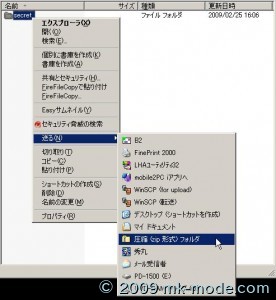 名前 サイズ 種類 更新日時
secret ファイル フォルダ 2009/02/25 16:06
エクスプローラ(X)
開く(O)
検索(E)...
個別に書庫を作成(K)
書庫を作成(K)
共有とセキュリティ(H)...
FireFileCopyで貼り付け
FireFileCopy
Easyサムネイル(Y)
セキュリティ脅威の検索
送る(N)
切り取り(T)
コピー(C)
貼り付け(P)
ショートカットの作成(S)
削除(D)
名前の変更(M)
プロパティ(R)
B2
FinePrint 2000
LHAユーティリティ32
mobile2PC iアプリへ
WinSCP (for upload)
WinSCP (転送)
デスクトップ (ショートカットを作成)
マイ ドキュメント
圧縮 (zip 形式) フォルダ
秀丸
メール受信者
PD-1500 (E:)
© 2009 mk-mode.com